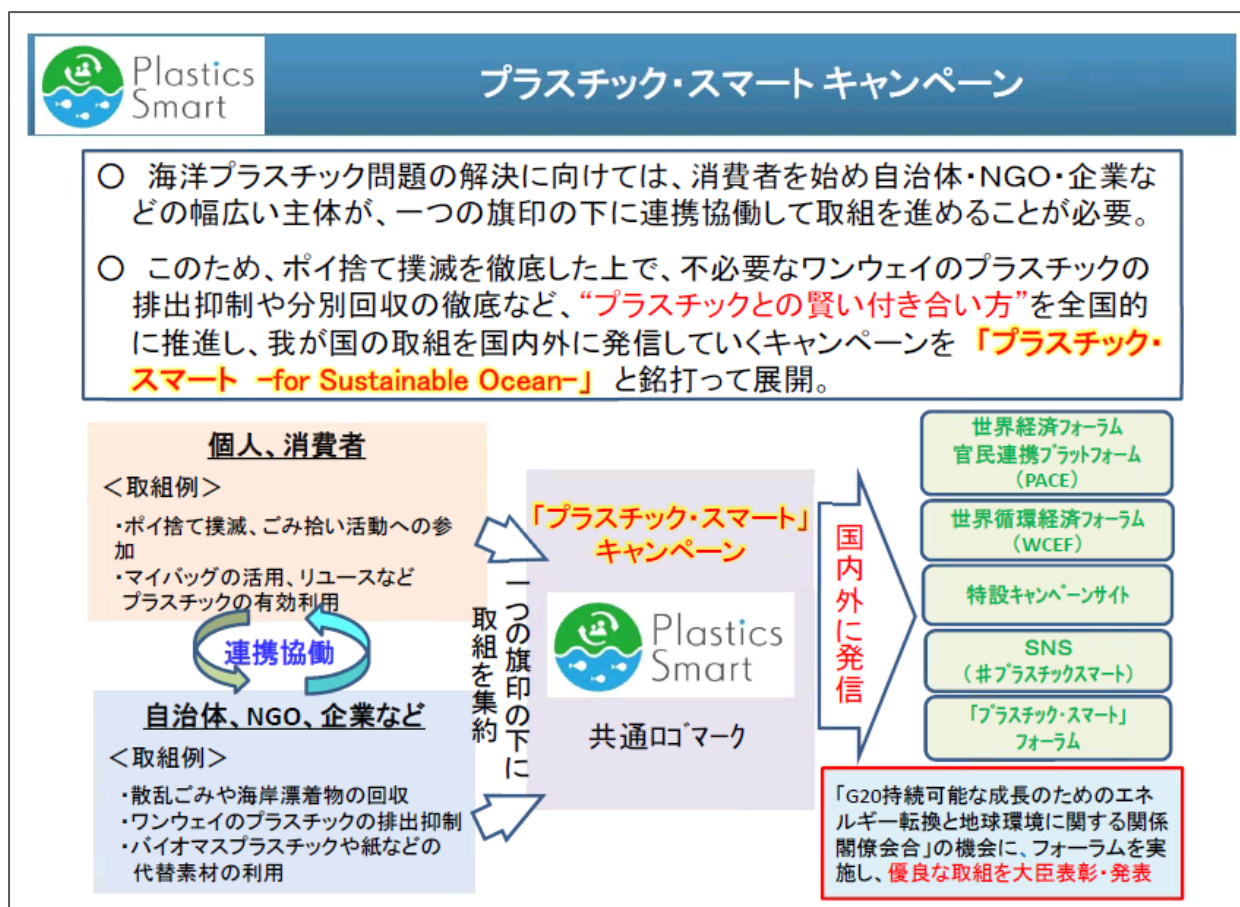 Plastics
Smart
プラスチック・スマート キャンペーン
○ 海洋プラスチック問題の解決に向けては、消費者を始め自治体・NGO・企業な
どの幅広い主体が、一つの旗印の下に連携協働して取組を進めることが必要。
○ このため、ポイ捨て撲滅を徹底した上で、不必要なワンウェイのプラスチックの
排出抑制や分別回収の徹底など、“プラスチックとの賢い付き合い方”を全国的
に推進し、我が国の取組を国内外に発信していくキャンペーンを 「プラスチック・
スマート -for Sustainable Ocean-」 と銘打って展開。
個人、消費者
＜取組例＞
・ポイ捨て撲滅、ごみ拾い活動への参
加
・マイバッグの活用、リユースなど
プラスチックの有効利用
連携協働
自治体、NGO、企業など
＜取組例＞
・散乱ごみや海岸漂着物の回収
・ワンウェイのプラスチックの排出抑制
・バイオマスプラスチックや紙などの
代替素材の利用
一つの旗印の下に
取組を集約
「プラスチック・スマート」
キャンペーン
Plastics
Smart
共通ﾛｺﾞﾏｰｸ
国内外に発信
世界経済ﾌｫｰﾗﾑ
官民連携ﾌﾟﾗｯﾄﾌｫｰﾑ
(PACE)
世界循環経済ﾌｫｰﾗﾑ
(WCEF)
特設ｷｬﾝﾍﾟｰﾝｻｲﾄ
ＳＮＳ
(＃ﾌﾟﾗｽﾁｯｸｽﾏｰﾄ)
｢ﾌﾟﾗｽﾁｯｸ･ｽﾏｰﾄ｣
ﾌｫｰﾗﾑ
「G20持続可能な成長のためのエネ
ルギー転換と地球環境に関する関係
閣僚会合」の機会に、フォーラムを実
施し、優良な取組を大臣表彰・発表